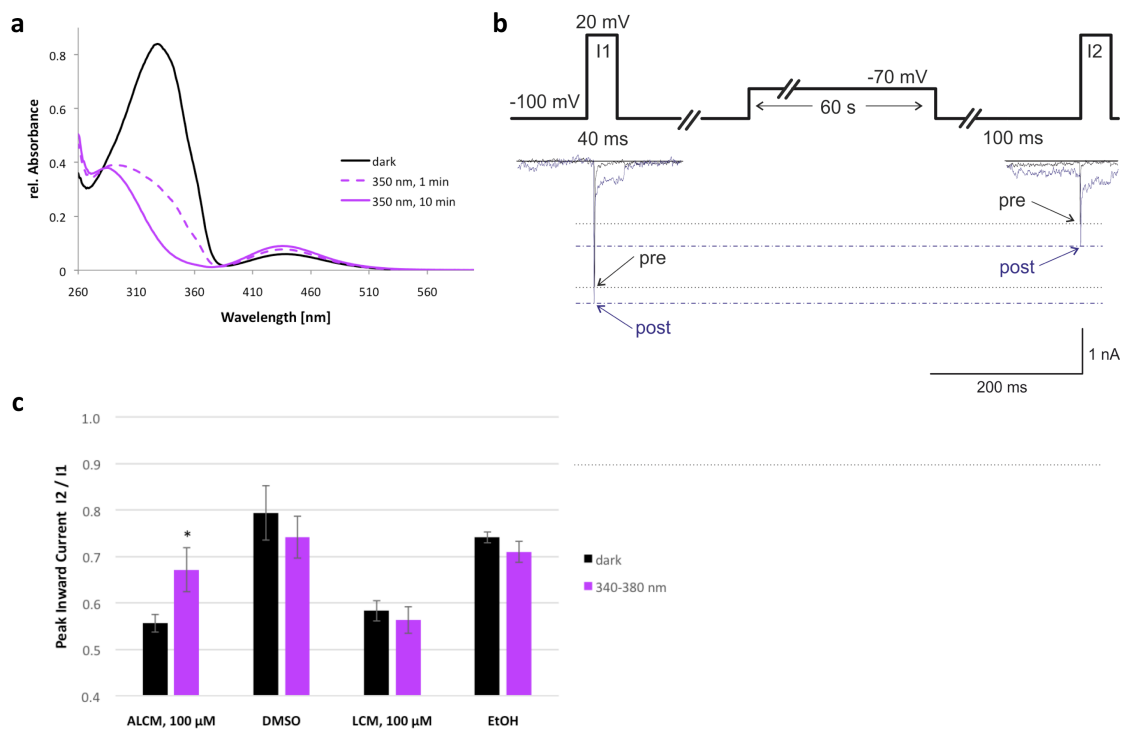 a
rel. Absorbance
0.8
0.6
0.4
0.2
0
260 310 360 410 460 510 560
Wavelength [nm]
dark
350 nm, 1 min
350 nm, 10 min
b
20 mV
I1
I2
-100 mV
-70 mV
60 s
40 ms
100 ms
pre
post
pre
post
1 nA
200 ms
c
Peak Inward Current I2 / I1
1.0
0.9
0.8
0.7
0.6
0.5
0.4
*
ALCM, 100 µM DMSO LCM, 100 µM EtOH
dark
340-380 nm